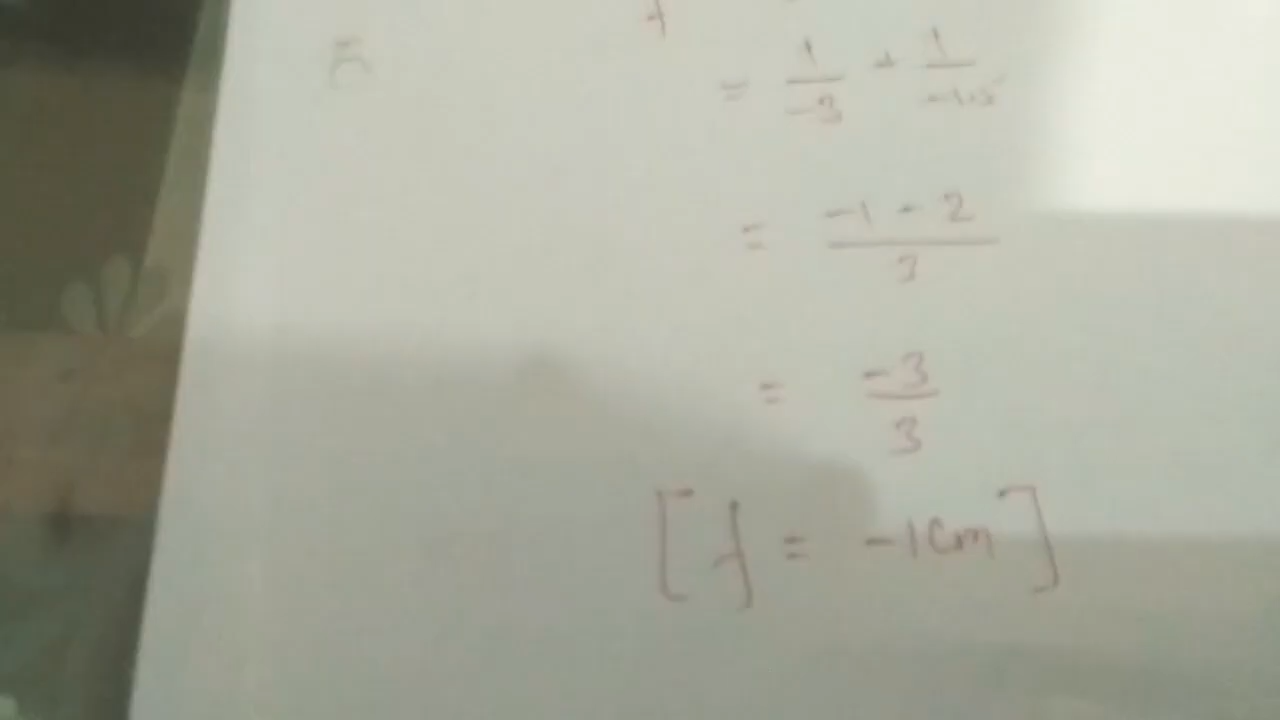 f
= 1/-3 + 1/-1.5
= -1 - 2/3
= -3/3
[f = -1cm]